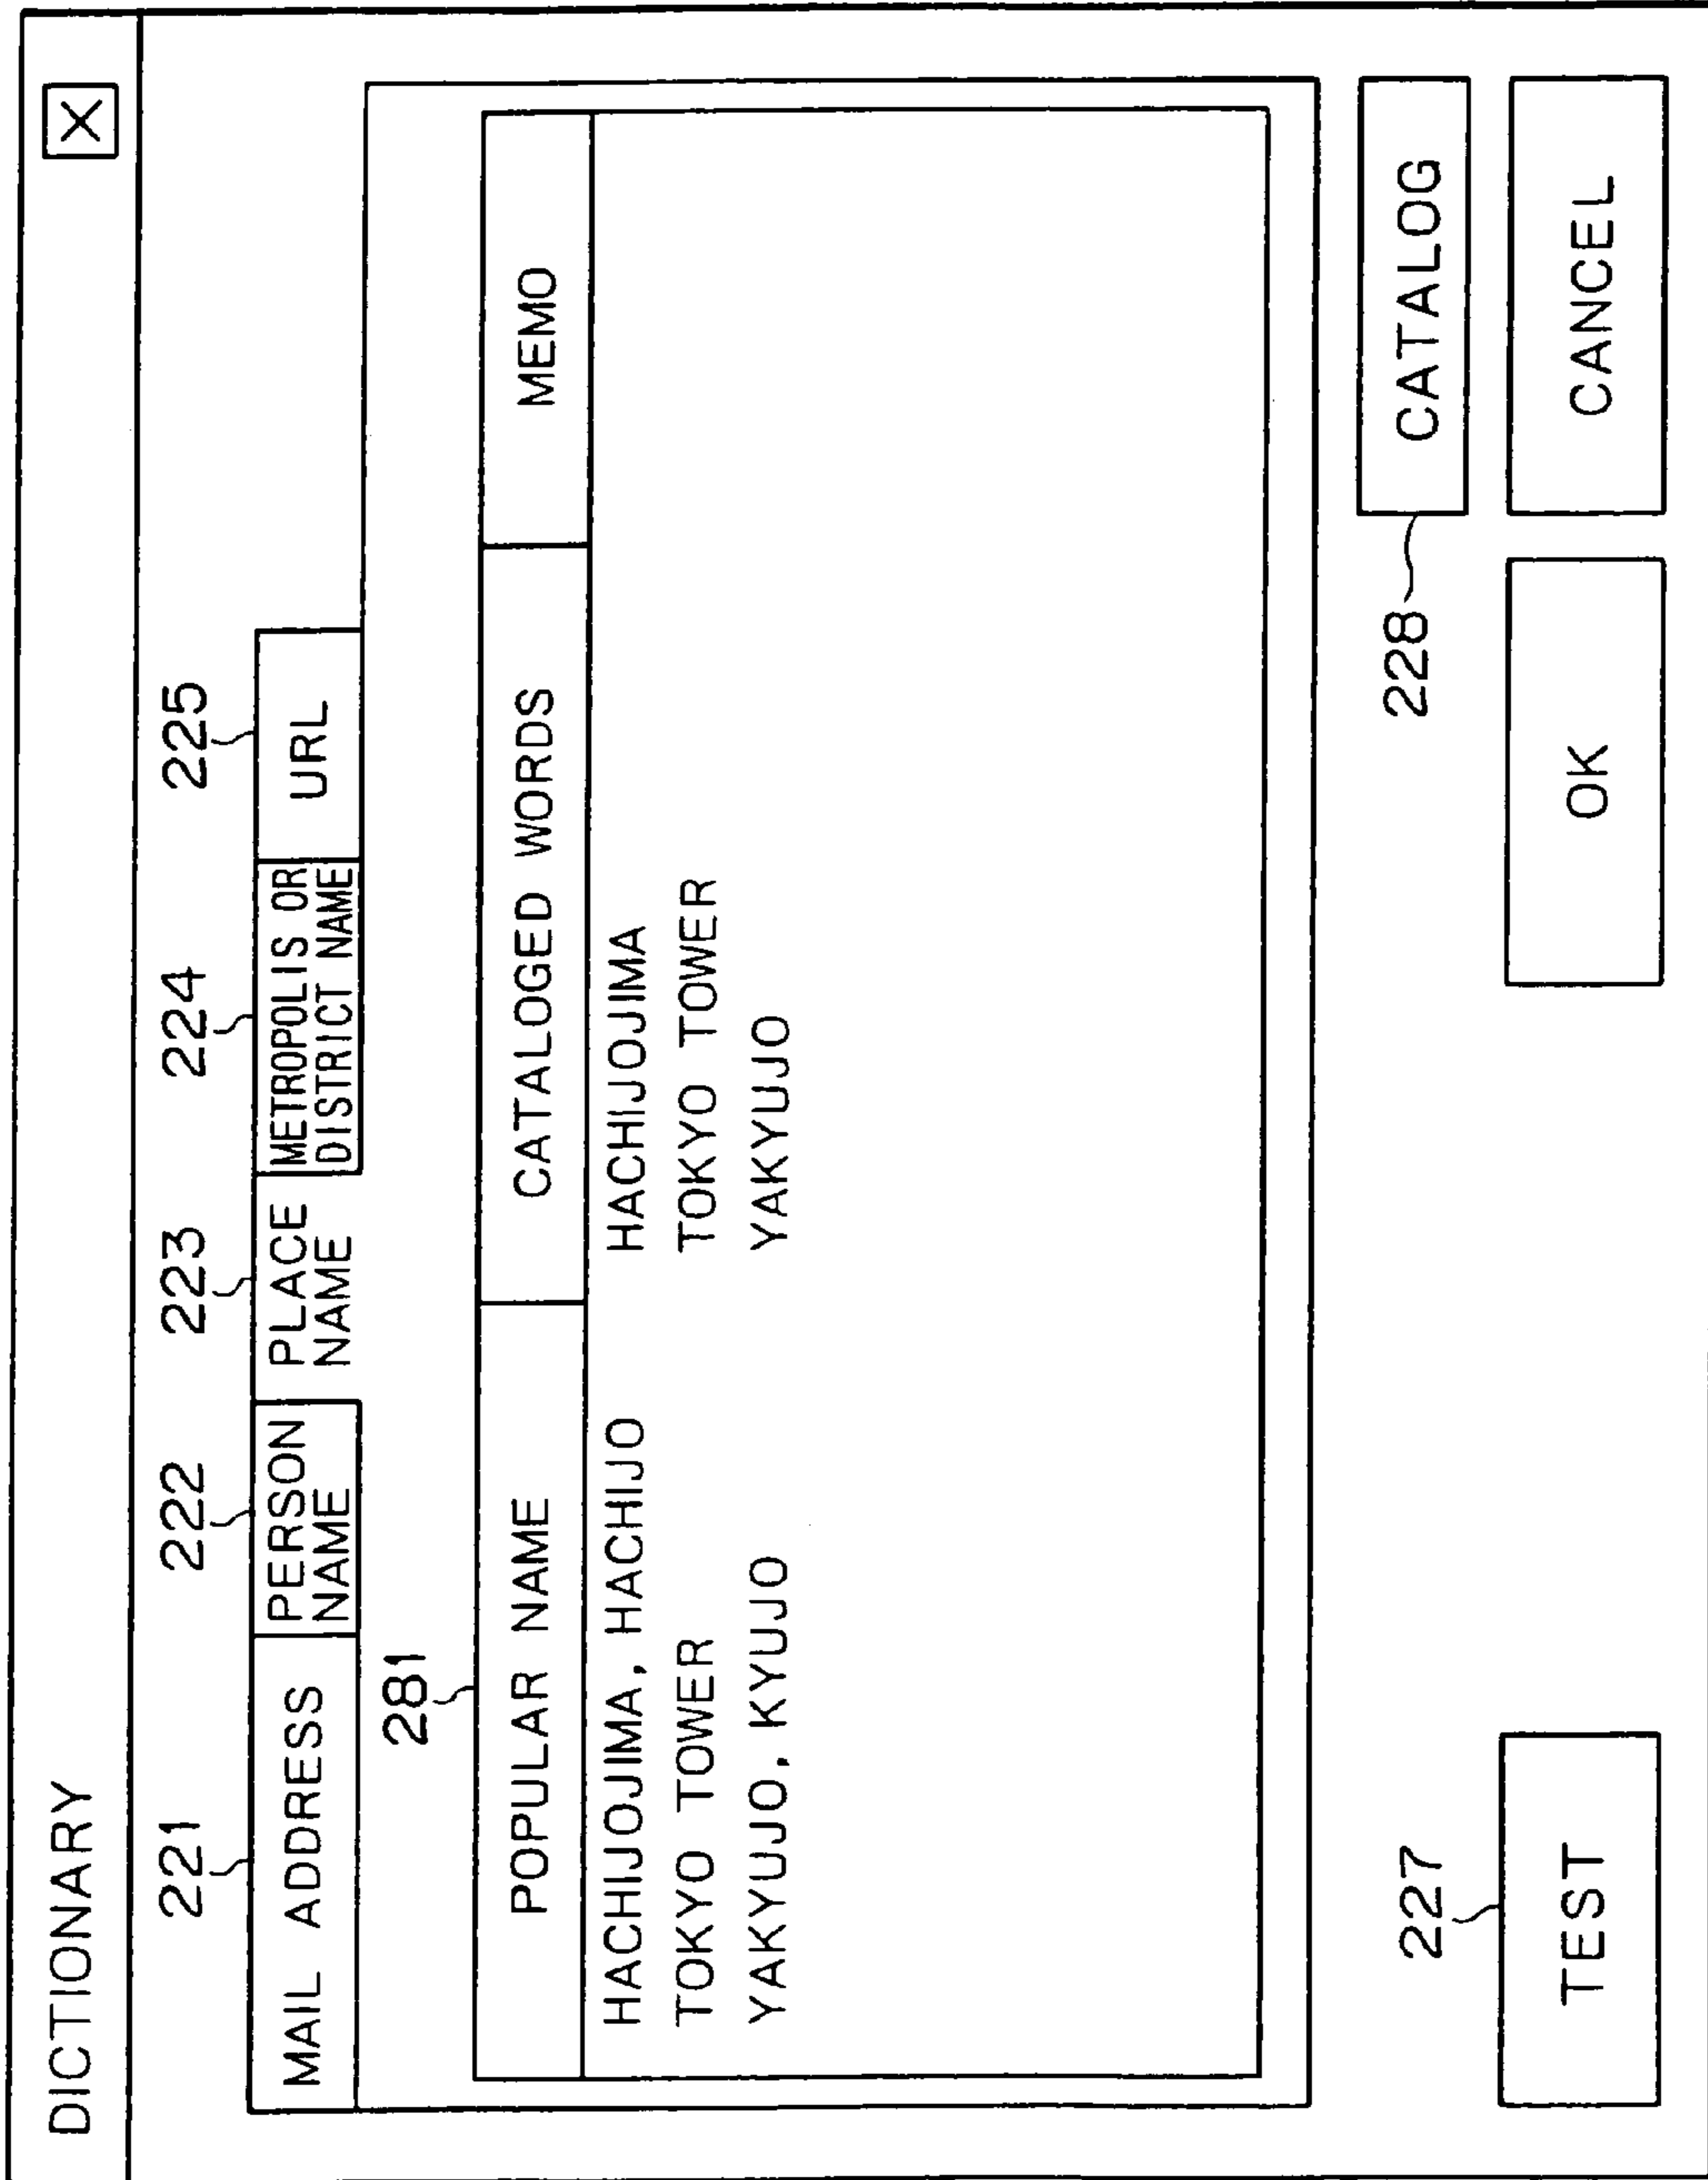 DICTIONARY X
221 222 223 224 225
MAIL ADDRESS
PERSON
NAME
PLACE
NAME
METROPOLIS OR
DISTRICT NAME
URL
281
POPULAR NAME CATALOGED WORDS MEMO
HACHIJOJIMA, HACHIJO HACHIJOJIMA
TOKYO TOWER TOKYO TOWER
YAKYUJO, KYUJO YAKYUJO
228 CATALOG
227
TEST OK CANCEL